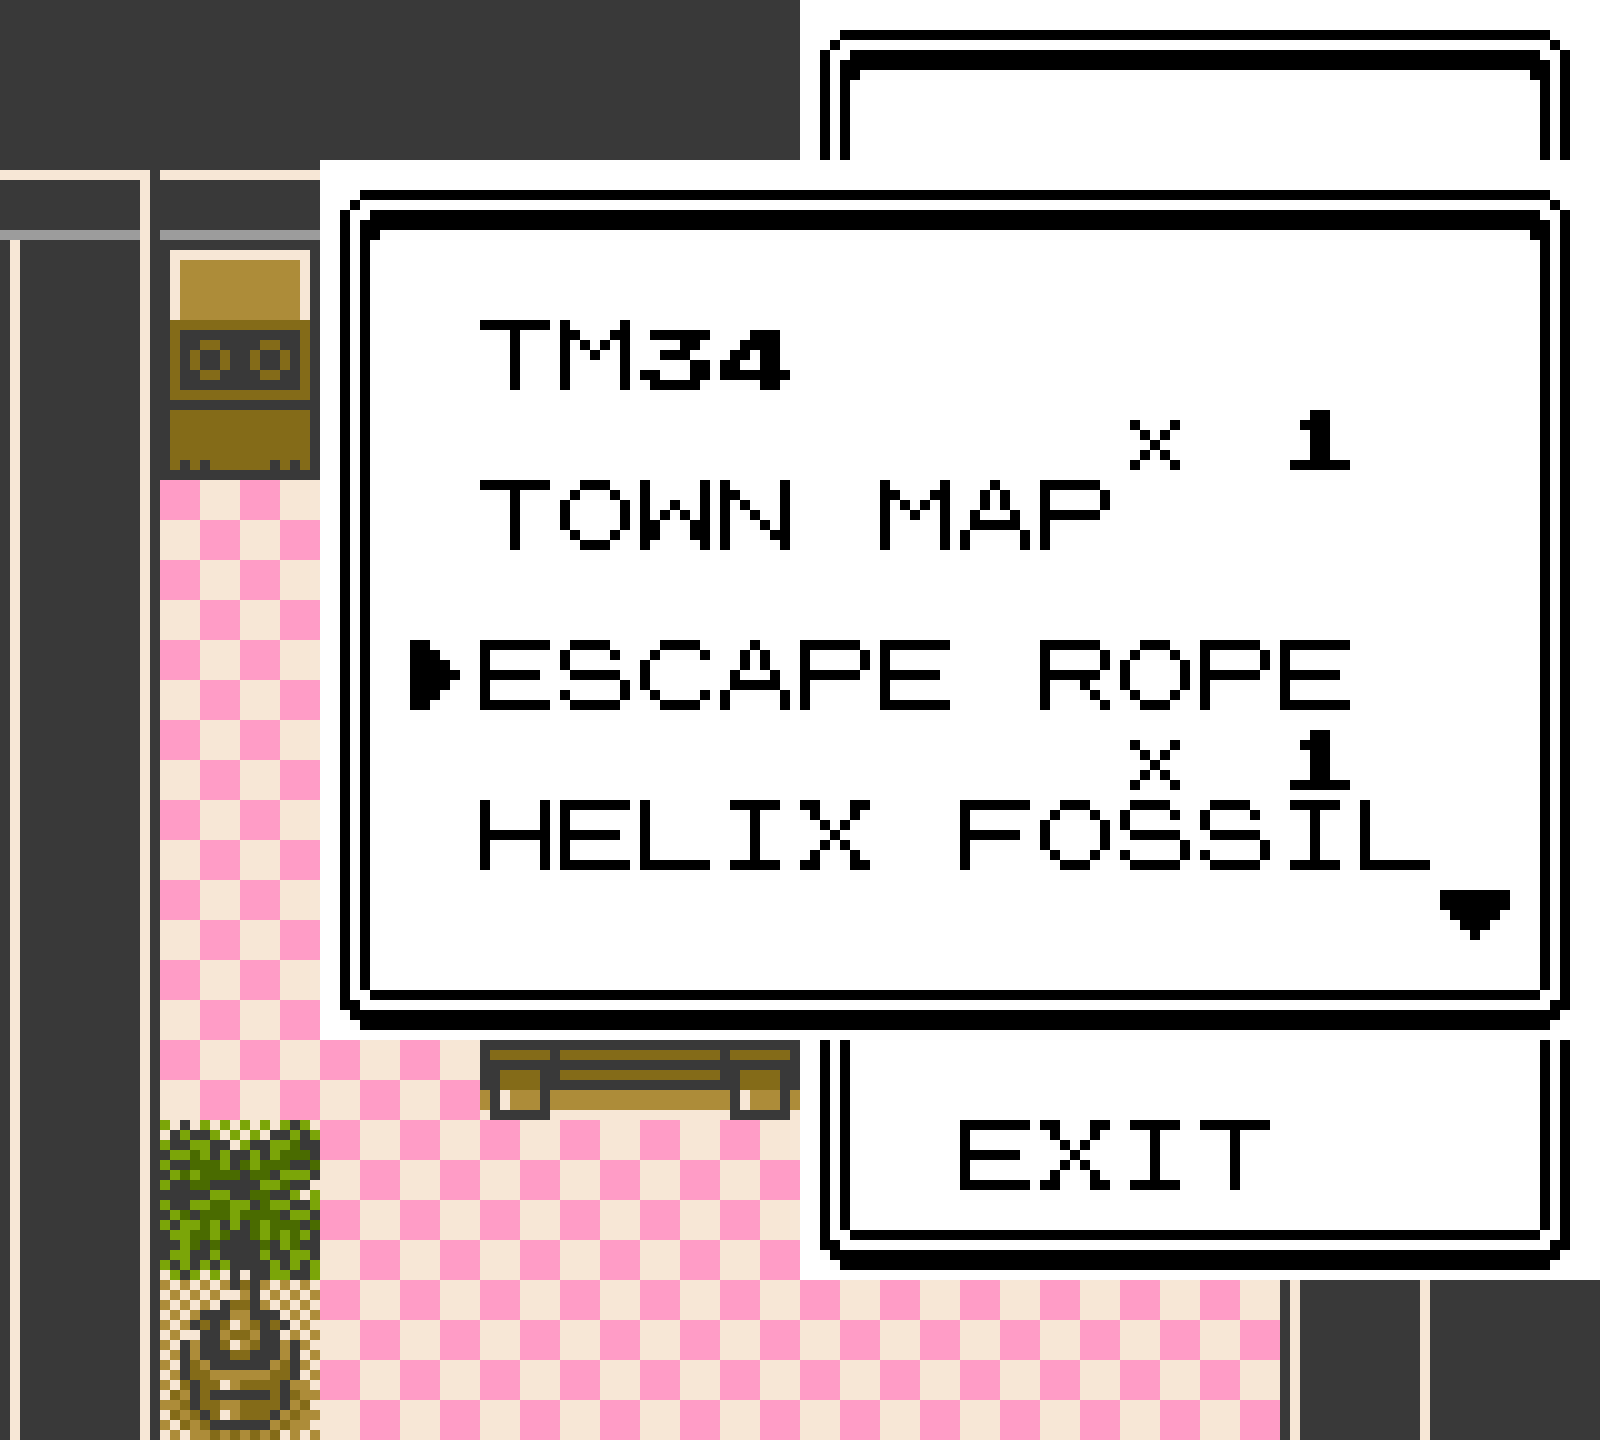 TM34
× 1
TOWN MAP
▶ESCAPE ROPE
× 1
HELIX FOSSIL
▼
EXIT